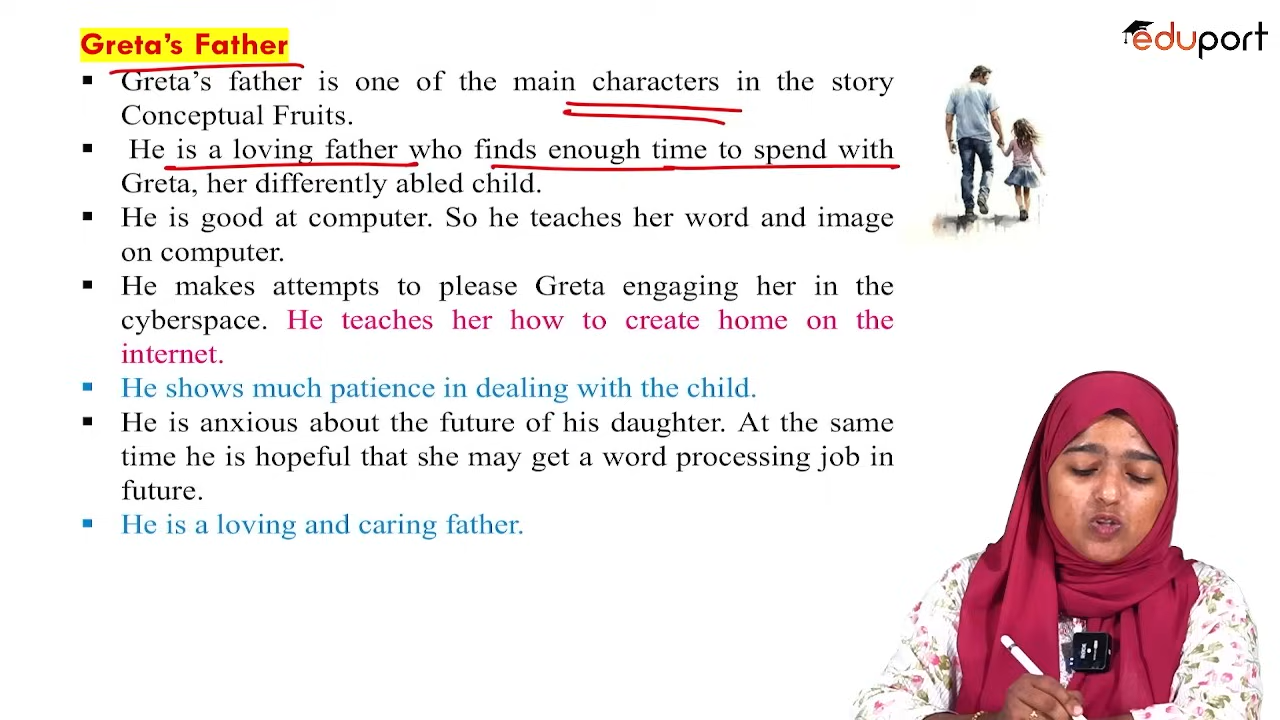 Greta's Father
eduport
▪ Greta's father is one of the main characters in the story
Conceptual Fruits.
▪ He is a loving father who finds enough time to spend with
Greta, her differently abled child.
▪ He is good at computer. So he teaches her word and image
on computer.
▪ He makes attempts to please Greta engaging her in the
cyberspace. He teaches her how to create home on the
internet.
▪ He shows much patience in dealing with the child.
▪ He is anxious about the future of his daughter. At the same
time he is hopeful that she may get a word processing job in
future.
▪ He is a loving and caring father.